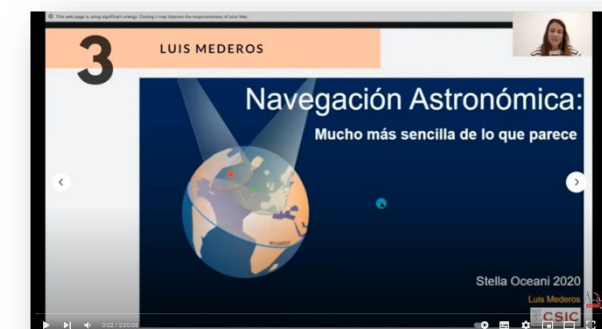 This web page is using significant energy. Closing it may improve the responsiveness of your Mac.
3
LUIS MEDEROS
Navegación Astronómica:
Mucho más sencilla de lo que parece
ECUADOR
Stella Oceani 2020
Luis Mederos
CSIC
0:02 / 2:00:00